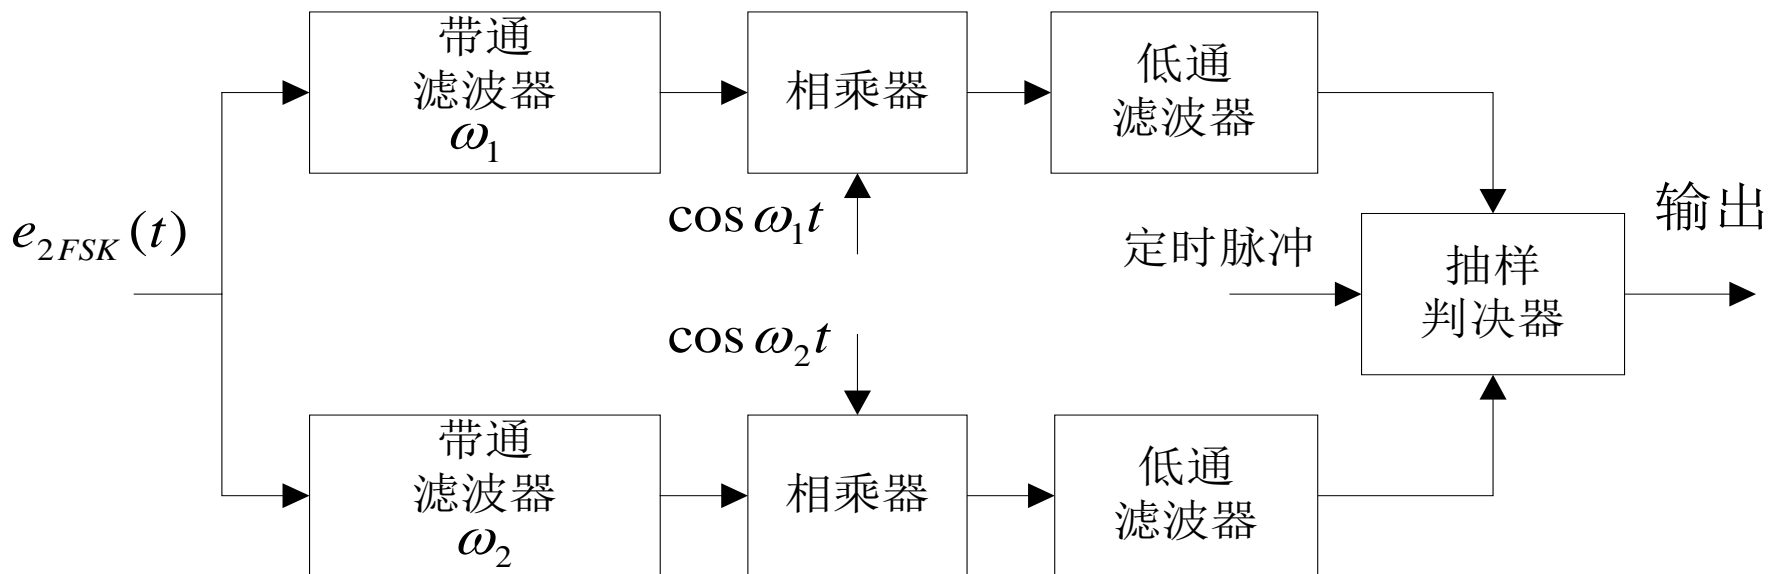 带通
滤波器
ω₁
相乘器
低通
滤波器
cos ω₁t
e₂FSK(t)
定时脉冲
输出
抽样
判决器
cos ω₂t
带通
滤波器
ω₂
相乘器
低通
滤波器